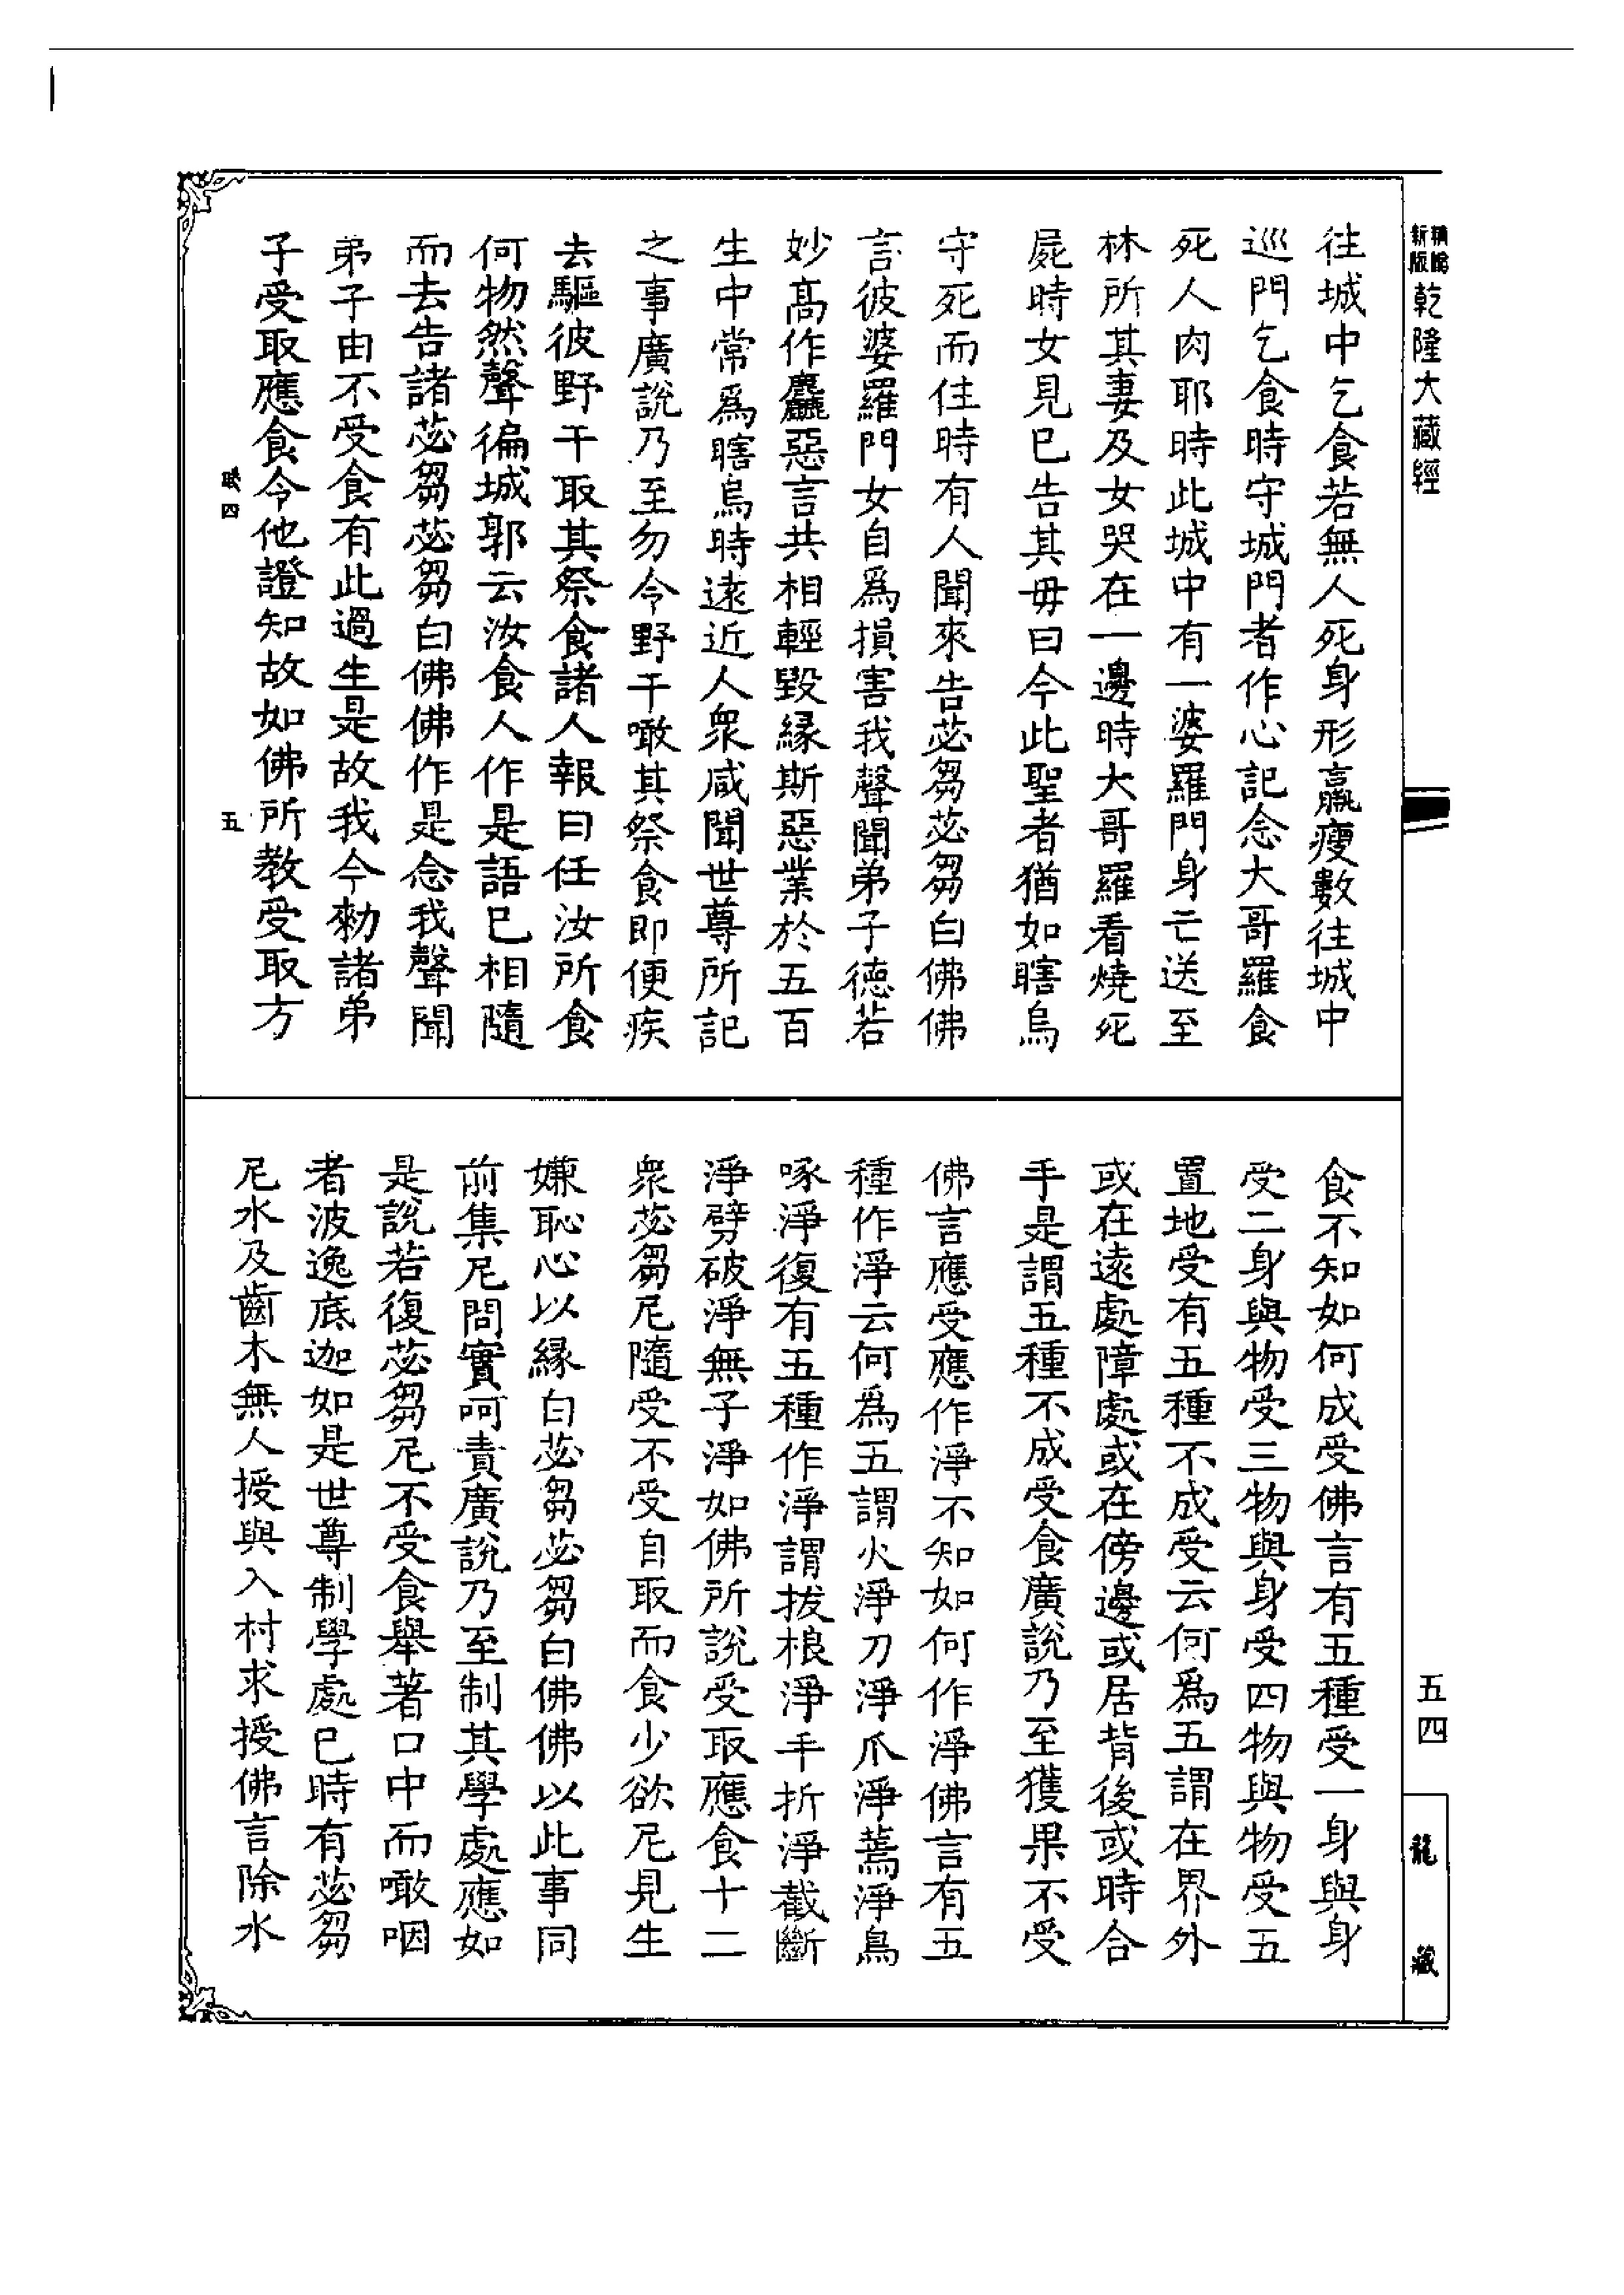 精縮新版乾隆大藏經
往城中乞食若無人死身形羸瘦數往城中
巡門乞食時守城門者作心記念大哥羅食
死人肉耶時此城中有一婆羅門身亡送至
林所其妻及女哭在一邊時大哥羅看燒死
屍時女見已告其母曰今此聖者猶如瞎烏
守死而住時有人聞來告苾芻苾芻白佛佛
言彼婆羅門女自爲損害我聲聞弟子德若
妙高作麤惡言共相輕毀緣斯惡業於五百
生中常爲瞎烏時遠近人衆咸聞世尊所記
之事廣說乃至勿令野干噉其祭食即便疾
去驅彼野干取其祭食諸人報曰任汝所食
何物然聲徧城郭云汝食人作是語已相隨
而去告諸苾芻苾芻白佛佛作是念我聲聞
弟子由不受食有此過生是故我今勑諸弟
子受取應食令他證知故如佛所教受取方
四 五
食不知如何成受佛言有五種受一身與身
受二身與物受三物與身受四物與物受五
置地受有五種不成受云何爲五謂在界外
或在遠處障處或在傍邊或居背後或時合
手是謂五種不成受食廣說乃至獲果不受
佛言應受應作淨不知如何作淨佛言有五
種作淨云何爲五謂火淨刀淨爪淨蔫淨鳥
啄淨復有五種作淨謂拔根淨手折淨截斷
淨劈破淨無子淨如佛所說受取應食十二
衆苾芻尼隨受不受自取而食少欲尼見生
嫌恥心以緣白苾芻苾芻白佛佛以此事同
前集尼問實呵責廣說乃至制其學處應如
是說若復苾芻尼不受食舉著口中而噉咽
者波逸底迦如是世尊制學處已時有苾芻
尼水及齒木無人授與入村求授佛言除水
五四
龍藏